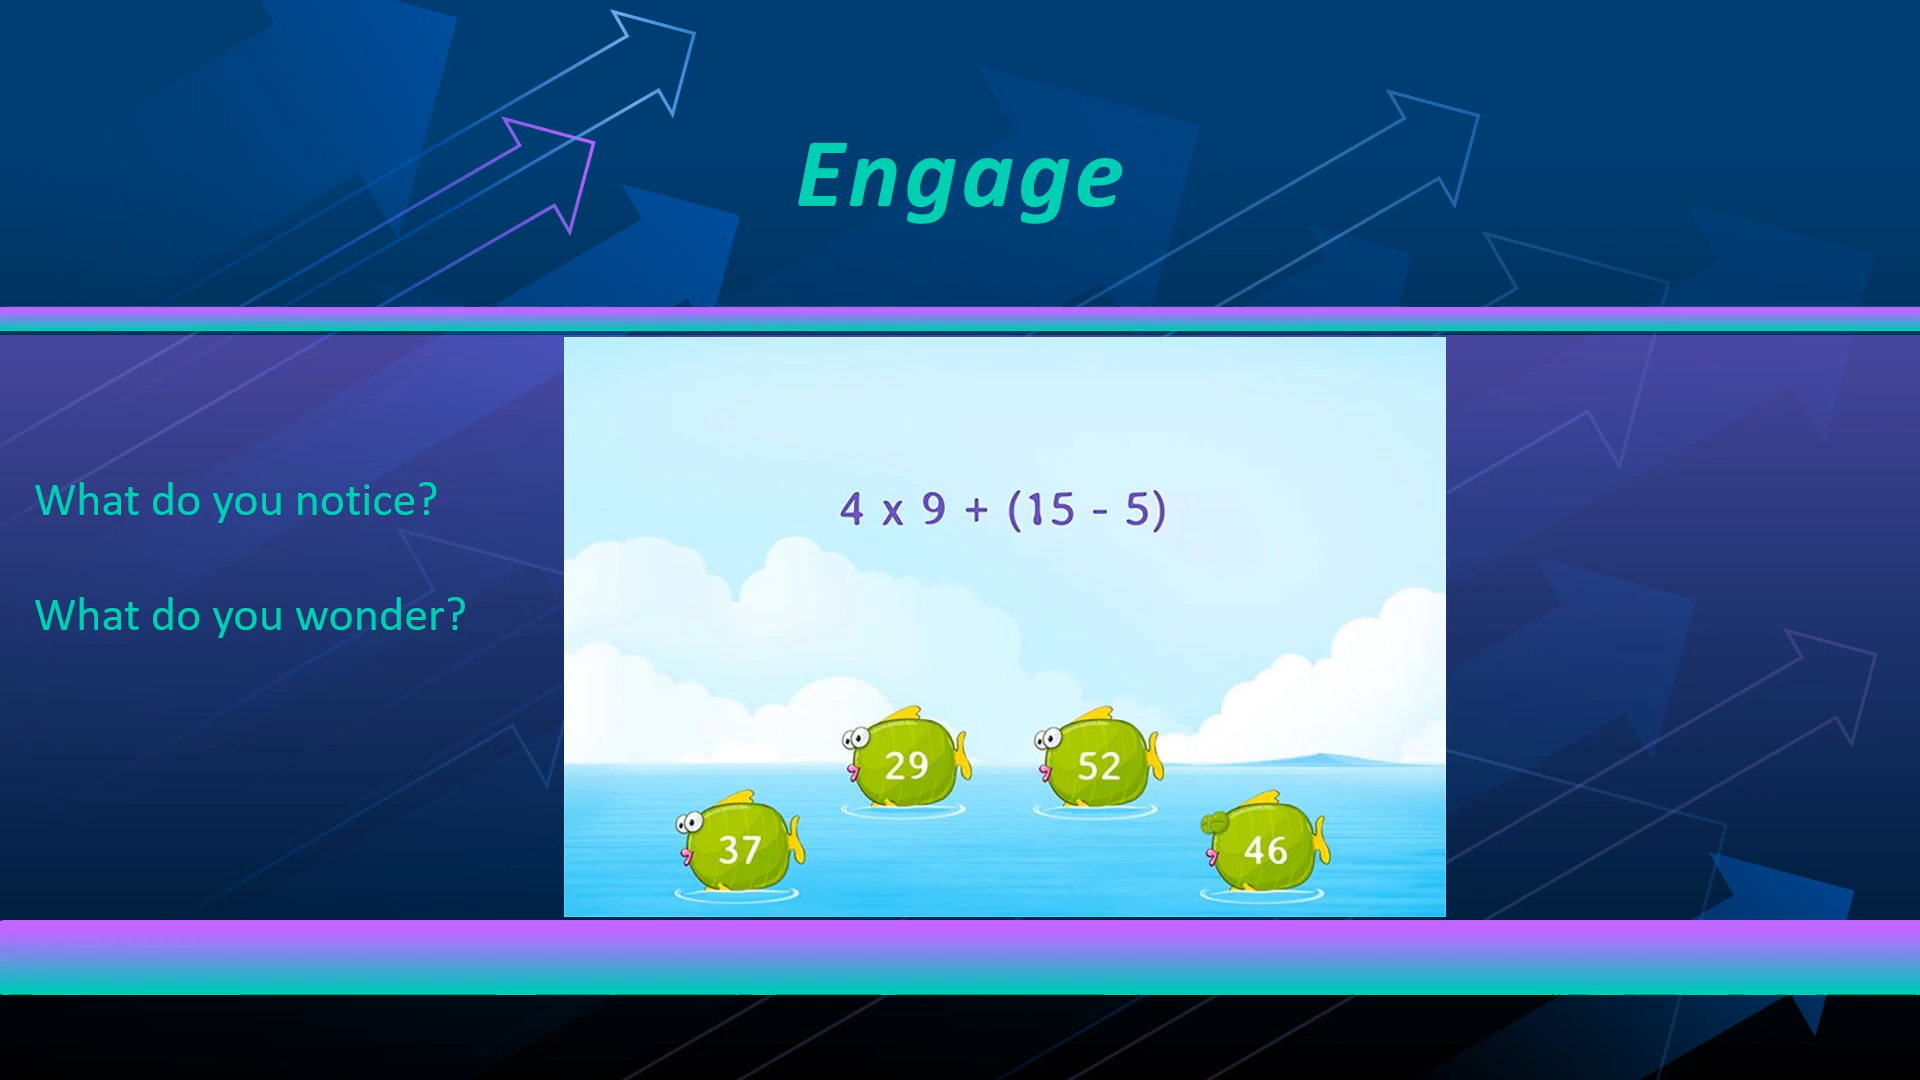 Engage
What do you notice?
What do you wonder?
4 x 9 + (15 - 5)
29
52
37
46